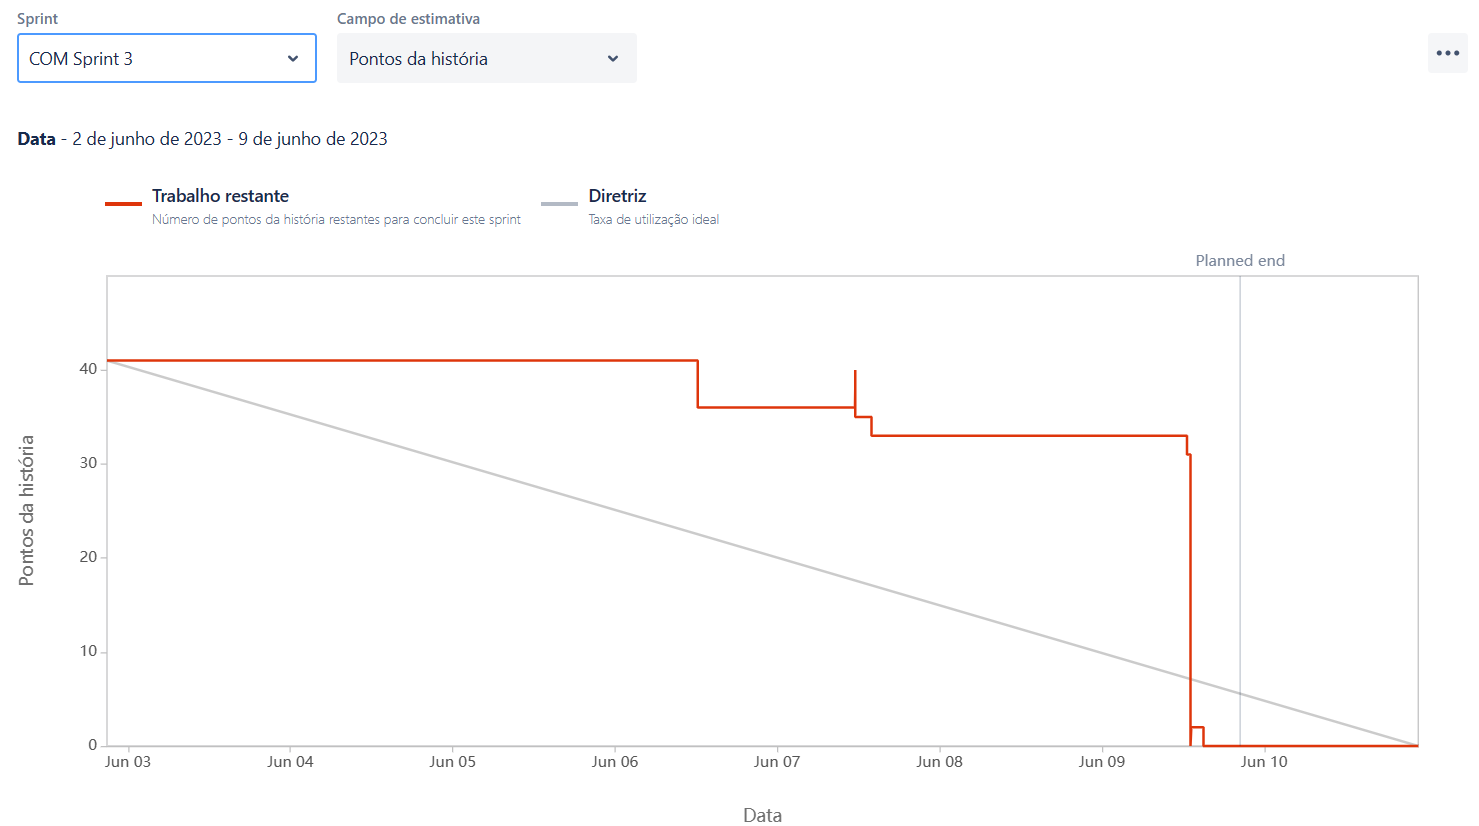 Sprint
Campo de estimativa
COM Sprint 3
Pontos da história
Data - 2 de junho de 2023 - 9 de junho de 2023
Trabalho restante
Número de pontos da história restantes para concluir este sprint
Diretriz
Taxa de utilização ideal
Planned end
40
30
20
10
0
Pontos da história
Jun 03
Jun 04
Jun 05
Jun 06
Jun 07
Jun 08
Jun 09
Jun 10
Data